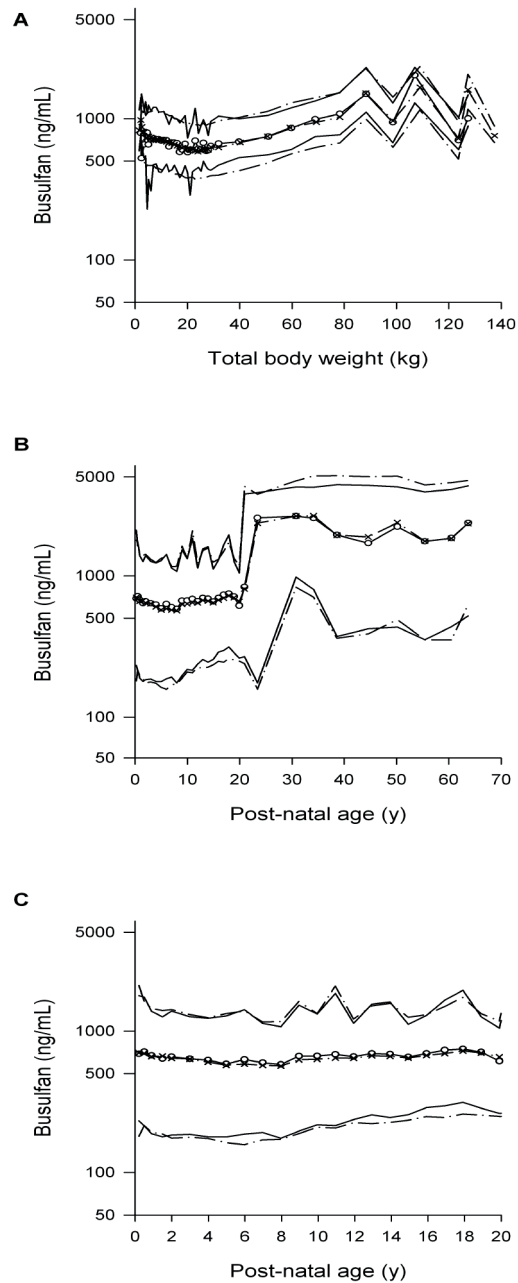 A
Busulfan (ng/mL)
5000
1000
500
100
50
0 20 40 60 80 100 120 140
Total body weight (kg)
B
Busulfan (ng/mL)
5000
1000
500
100
50
0 10 20 30 40 50 60 70
Post-natal age (y)
C
Busulfan (ng/mL)
5000
1000
500
100
50
0 2 4 6 8 10 12 14 16 18 20
Post-natal age (y)